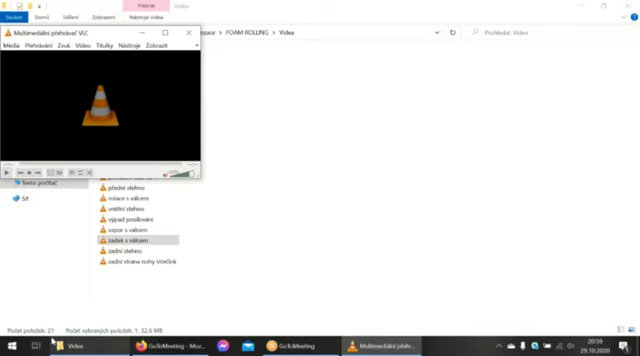 Přehrát
Videa
Soubor Domů Sdílení Zobrazení Nástroje videa
Multimediální přehrávač VLC
FOAM ROLLING > Videa
Prohledat: Videa
Média Přehrávání Zvuk Video Titulky Nástroje Zobrazit
Tento počítač
Síť
přední stehno
rotace s válcem
vnitřní stehno
výpad posilování
vzpor s válcem
zadek s válcem
zadní stehno
zadní strana nohy
Počet položek: 21 Počet vybraných položek: 1; 32,6 MB
Videa
GoToMeeting - Moz...
GoToMeeting
Multimediální přehr...
20:59
29.10.2020